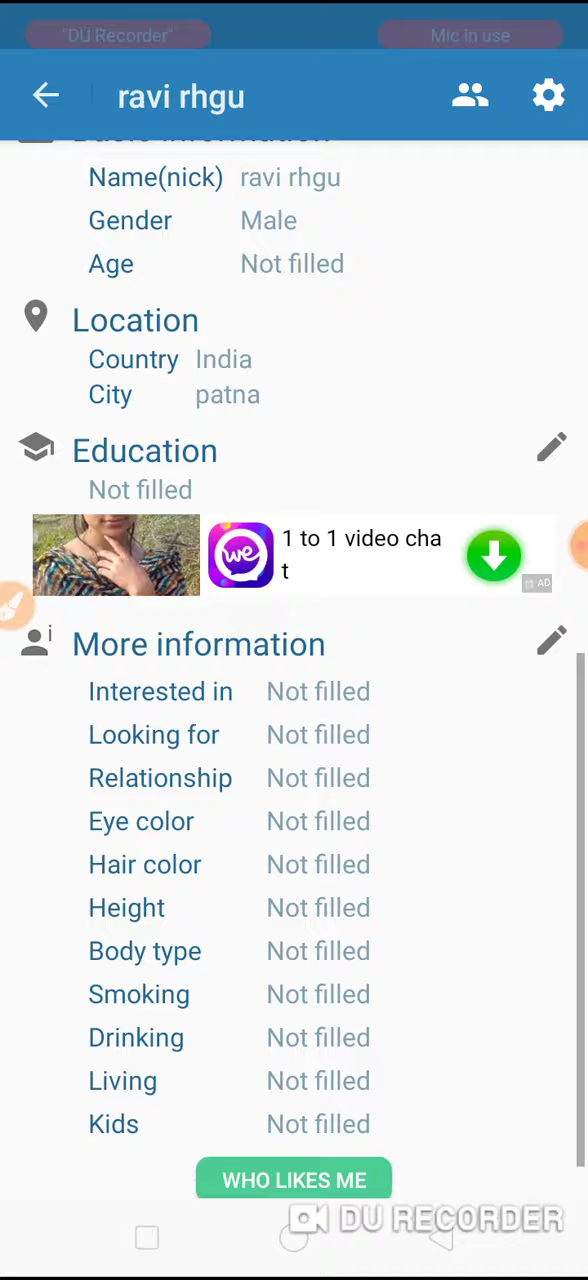 "DU Recorder" Mic in use
ravi rhgu
Basic information
Name(nick) ravi rhgu
Gender Male
Age Not filled
Location
Country India
City patna
Education
Not filled
we
1 to 1 video cha
t
AD
More information
Interested in Not filled
Looking for Not filled
Relationship Not filled
Eye color Not filled
Hair color Not filled
Height Not filled
Body type Not filled
Smoking Not filled
Drinking Not filled
Living Not filled
Kids Not filled
WHO LIKES ME
DU RECORDER